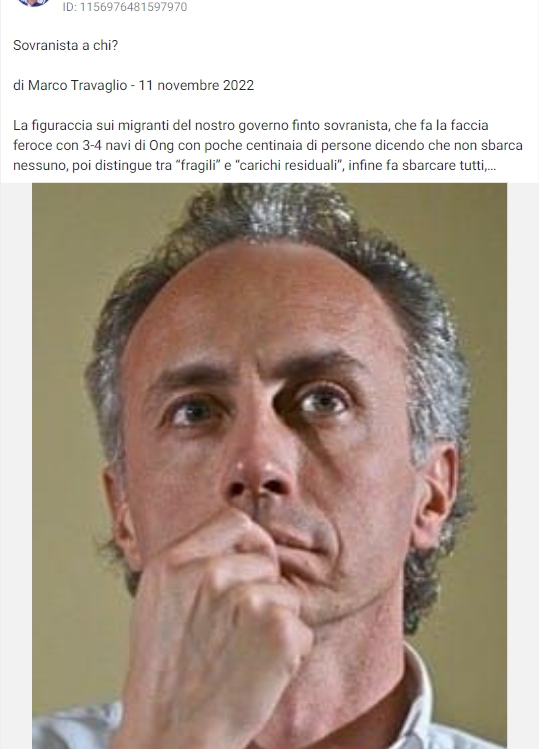 ID: 1156976481597970
Sovranista a chi?
di Marco Travaglio - 11 novembre 2022
La figuraccia sui migranti del nostro governo finto sovranista, che fa la faccia
feroce con 3-4 navi di Ong con poche centinaia di persone dicendo che non sbarca
nessuno, poi distingue tra “fragili” e “carichi residuali”, infine fa sbarcare tutti,...